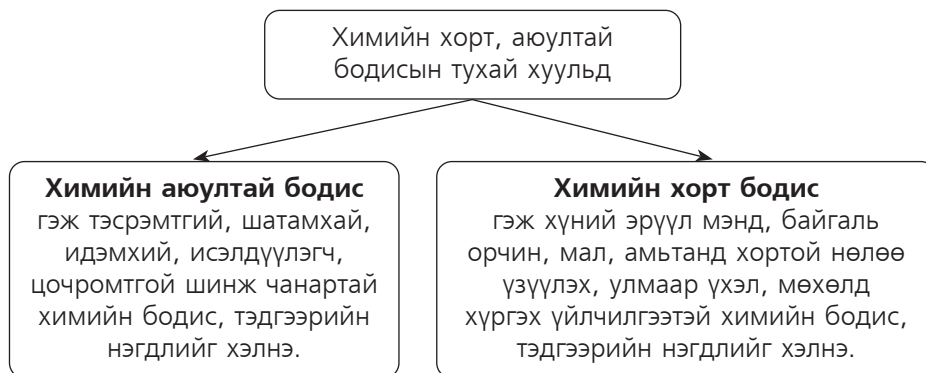 Химийн хорт, аюултай
бодисын тухай хуульд
Химийн аюултай бодис
гэж тэсрэмтгий, шатамхай,
идэмхий, исэлдүүлэгч,
цочромтгой шинж чанартай
химийн бодис, тэдгээрийн
нэгдлийг хэлнэ.
Химийн хорт бодис
гэж хүний эрүүл мэнд, байгаль
орчин, мал, амьтанд хортой нөлөө
үзүүлэх, улмаар үхэл, мөхөлд
хүргэх үйлчилгээтэй химийн бодис,
тэдгээрийн нэгдлийг хэлнэ.